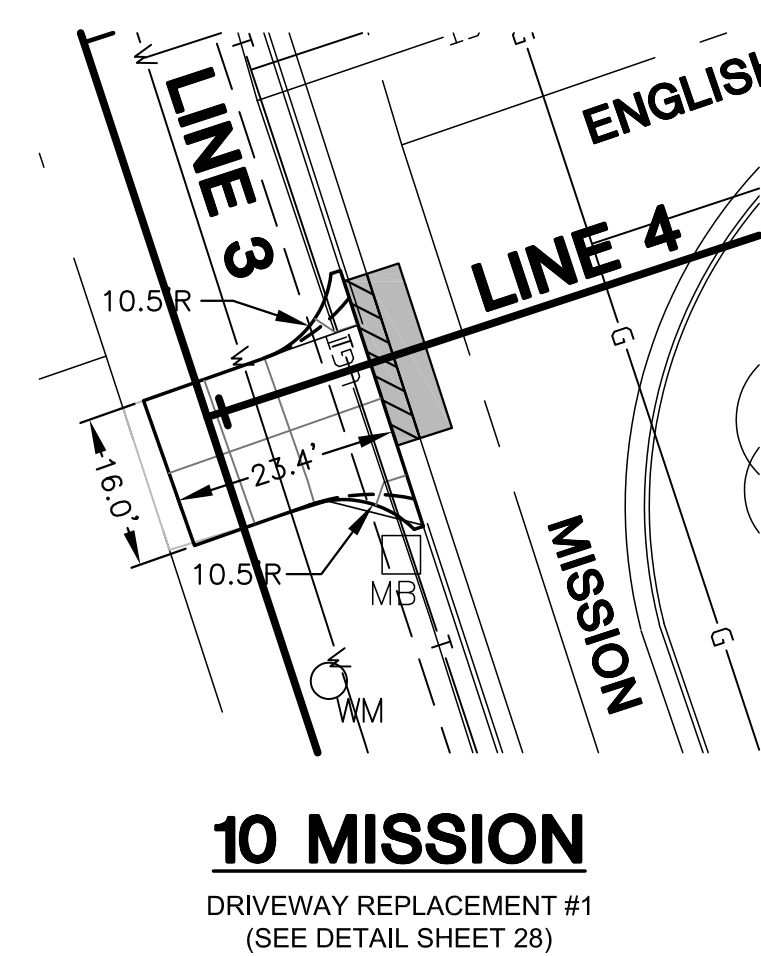 W
T
G
ENGLISH
LINE 3
LINE 4
10.5'R
W
G
23.4'
16.0'
10.5'R
MB
MISSION
T
G
W
WM
10 MISSION
DRIVEWAY REPLACEMENT #1
(SEE DETAIL SHEET 28)